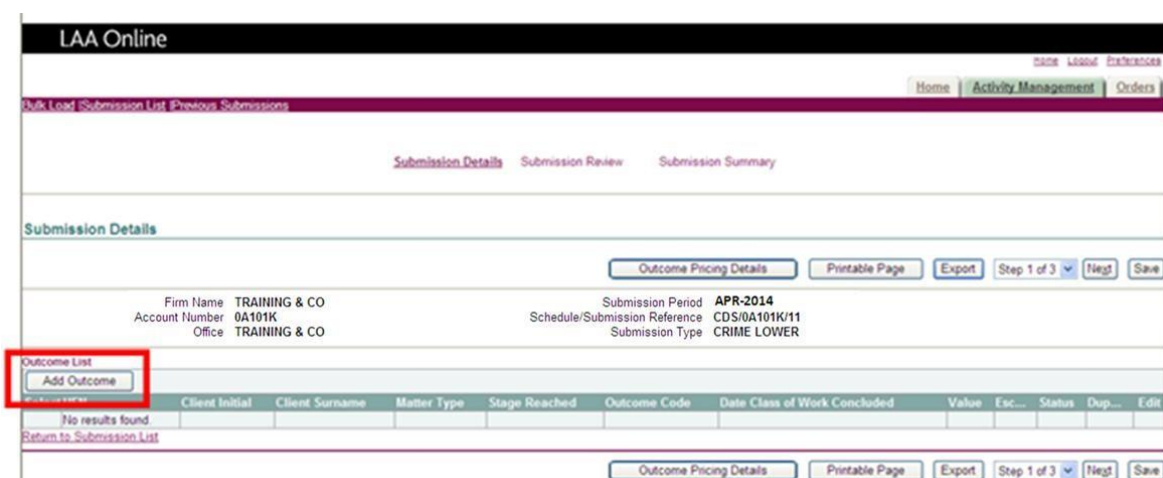 LAA Online
Home Logout Preferences
Home Activity Management Orders
Bulk Load |Submission List |Previous Submissions
Submission Details Submission Review Submission Summary
Submission Details
Outcome Pricing Details Printable Page Export Step 1 of 3 Next Save
Firm Name TRAINING & CO Submission Period APR-2014
Account Number 0A101K Schedule/Submission Reference CDS/0A101K/11
Office TRAINING & CO Submission Type CRIME LOWER
Outcome List
Add Outcome
Select UFN Client Initial Client Surname Matter Type Stage Reached Outcome Code Date Class of Work Concluded Value Esc... Status Dup... Edit
No results found.
Return to Submission List
Outcome Pricing Details Printable Page Export Step 1 of 3 Next Save